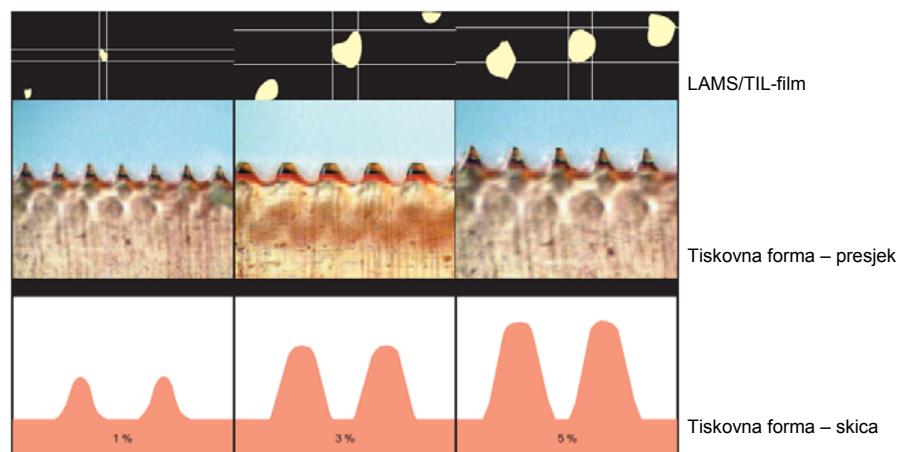 LAMS/TIL-film
Tiskovna forma – presjek
Tiskovna forma – skica
1 %
3 %
5 %